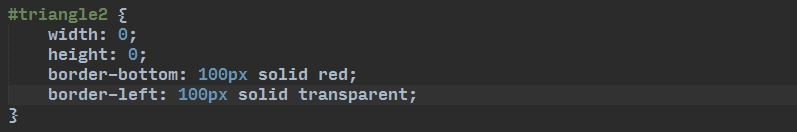 #triangle2 {
    width: 0;
    height: 0;
    border-bottom: 100px solid red;
    border-left: 100px solid transparent;
}